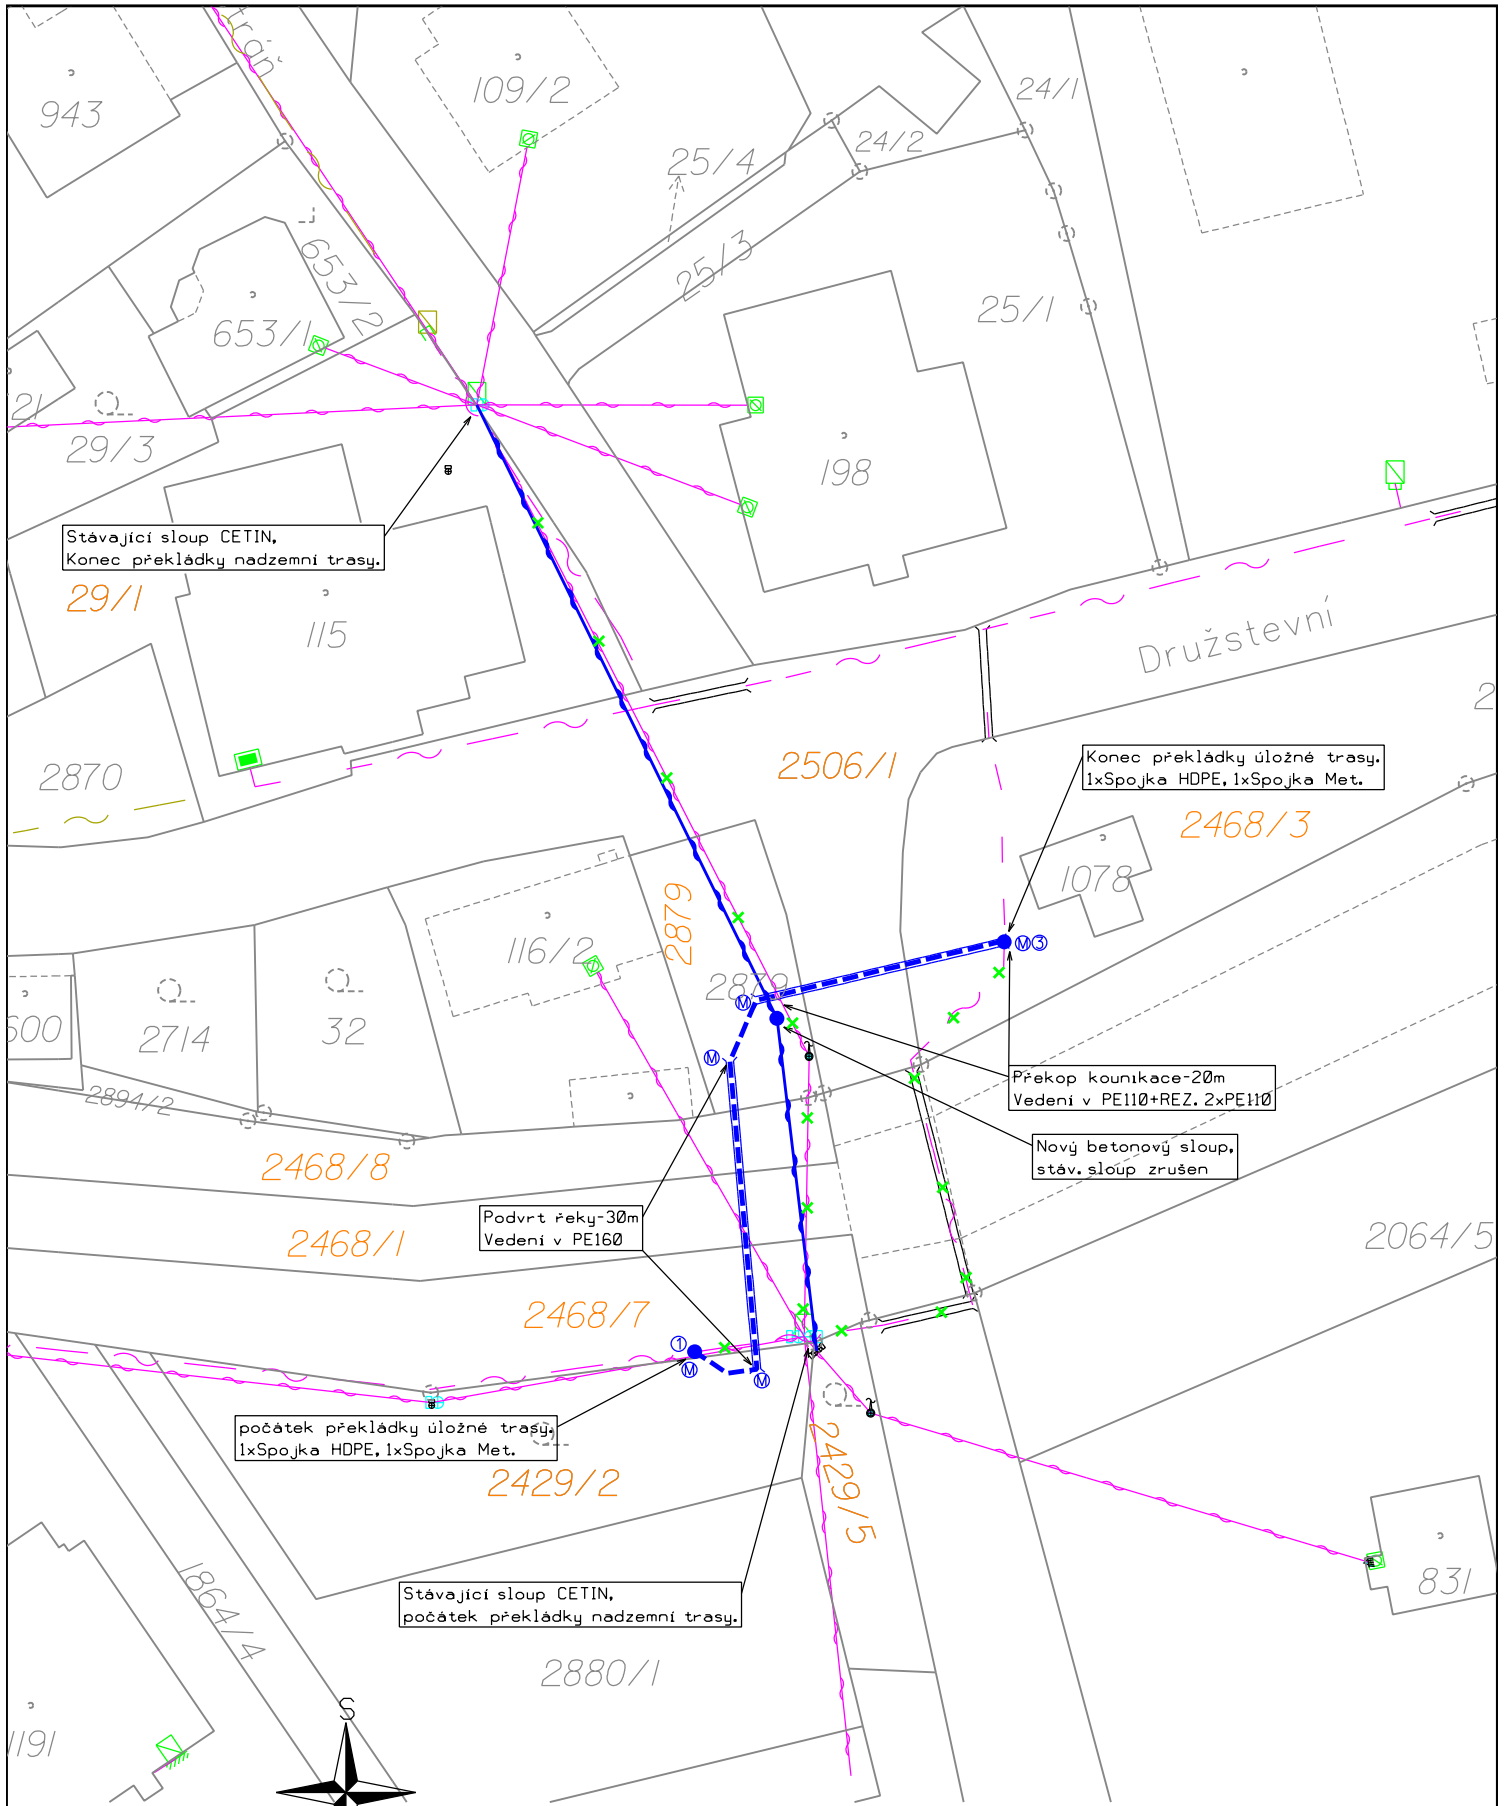 943
109/2
24/1
24/2
25/4
25/3
653/2
653/1
25/1
21
29/3
198
Stávající sloup CETIN,
Konec překládky nadzemní trasy.
29/1
115
Družstevní
2870
2506/1
Konec překládky úložné trasy.
1xSpojka HDPE, 1xSpojka Met.
2468/3
1078
2879
116/2
M 3
2879
M
600
2714
32
M
2894/2
Překop kounikace-20m
Vedení v PE110+REZ. 2xPE110
Nový betonový sloup,
stáv. sloup zrušen
2468/8
Podvrt řeky-30m
Vedení v PE160
2468/1
2064/5
2468/7
1
M
M
počátek překládky úložné trasy.
1xSpojka HDPE, 1xSpojka Met.
2429/2
2429/5
1864/4
Stávající sloup CETIN,
počátek překládky nadzemní trasy.
831
2880/1
S
1191